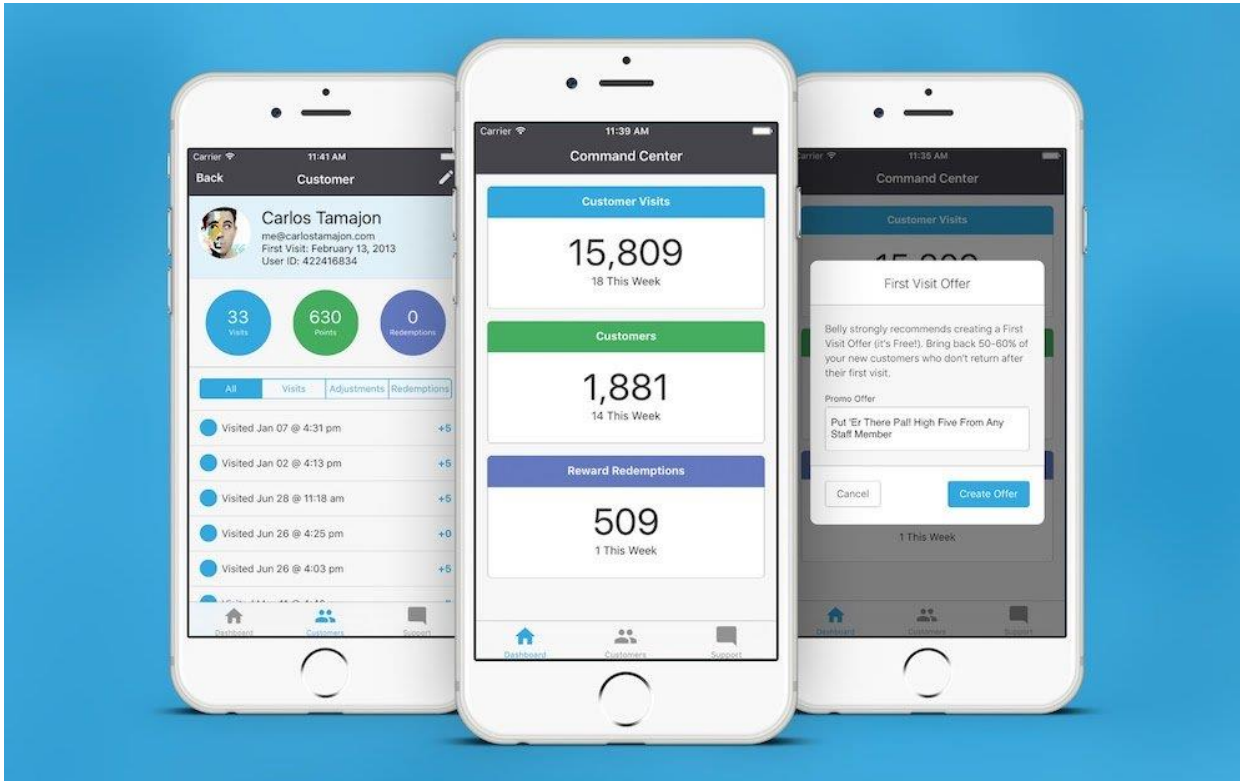 Carrier
11:41 AM
Back
Customer
Carlos Tamajon
me@carlostamajon.com
First Visit: February 13, 2013
User ID: 422416834
33
Visits
630
Points
0
Redemptions
All
Visits
Adjustments
Redemptions
Visited Jan 07 @ 4:31 pm +5
Visited Jan 02 @ 4:13 pm +5
Visited Jun 28 @ 11:18 am +5
Visited Jun 26 @ 4:25 pm +0
Visited Jun 26 @ 4:03 pm +5
Dashboard
Customers
Support
Carrier
11:39 AM
Command Center
Customer Visits
15,809
18 This Week
Customers
1,881
14 This Week
Reward Redemptions
509
1 This Week
Dashboard
Customers
Support
Carrier
11:35 AM
Command Center
Customer Visits
First Visit Offer
Belly strongly recommends creating a First
Visit Offer (it's Free!). Bring back 50-60% of
your new customers who don't return after
their first visit.
Promo Offer
Put 'Er There Pal! High Five From Any
Staff Member
Cancel
Create Offer
1 This Week
Dashboard
Customers
Support